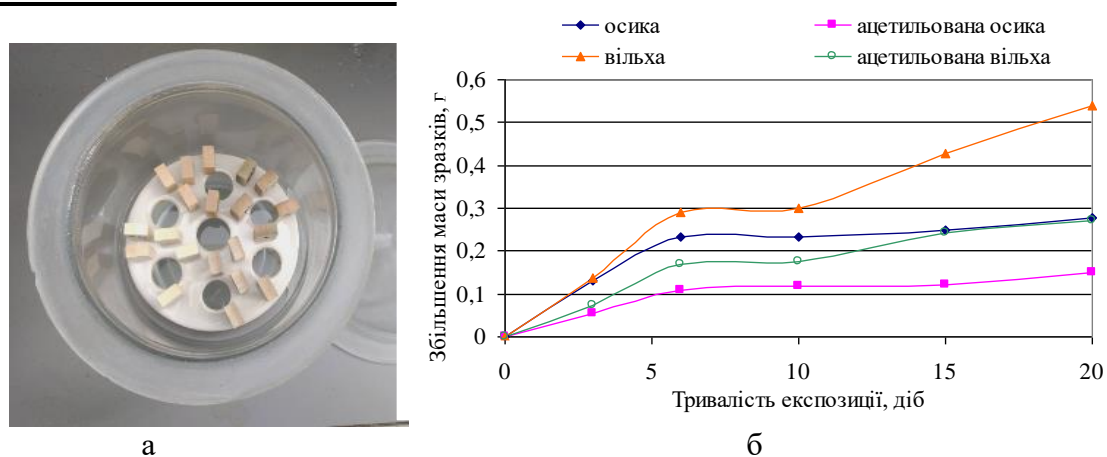 осика
ацетильована осика
вільха
ацетильована вільха
Збільшення маси зразків, г
0,6
0,5
0,4
0,3
0,2
0,1
0
0 5 10 15 20
Тривалість експозиції, діб
а б